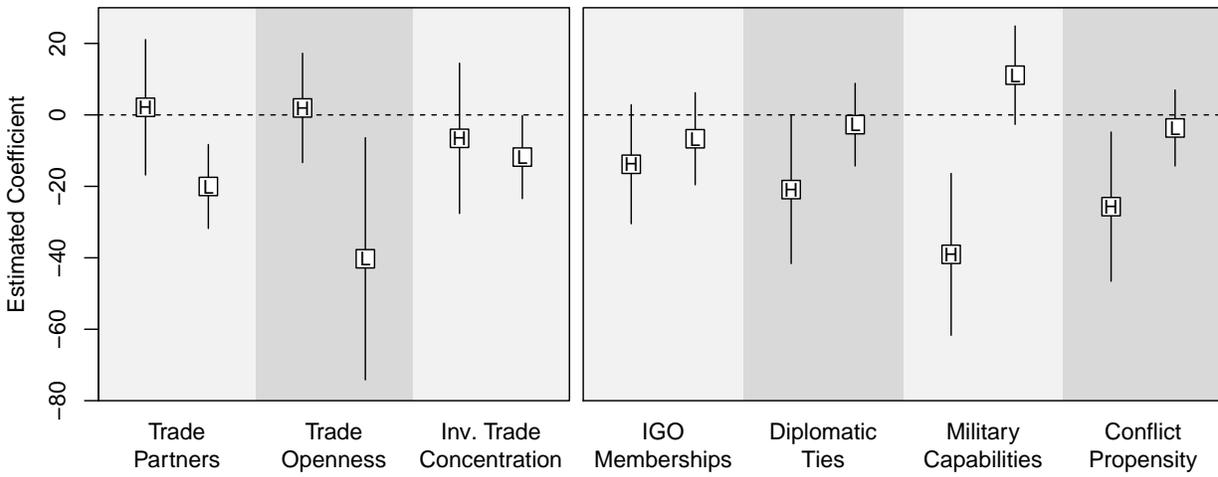 Estimated Coefficient
20
0
−20
−40
−60
−80
H
L
H
L
H
L
H
L
H
L
H
L
H
L
Trade
Partners
Trade
Openness
Inv. Trade
Concentration
IGO
Memberships
Diplomatic
Ties
Military
Capabilities
Conflict
Propensity